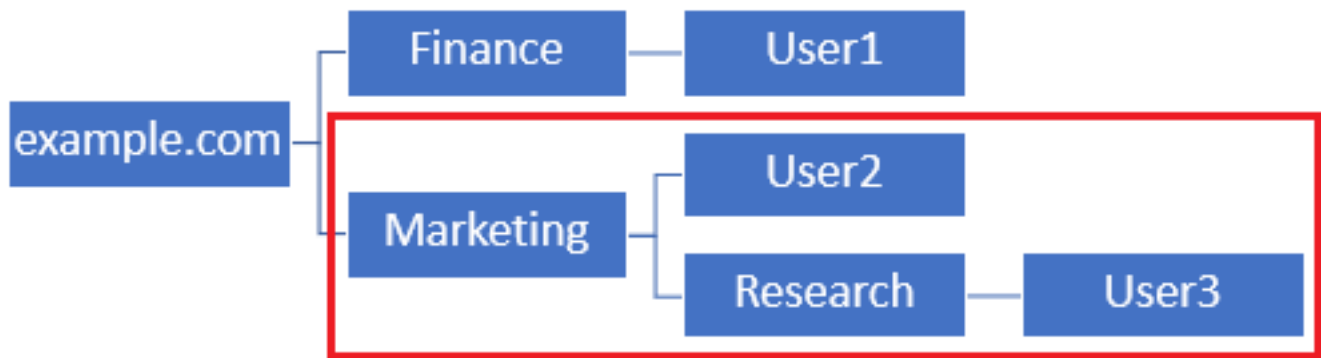 Finance
User1
example.com
User2
Marketing
Research
User3